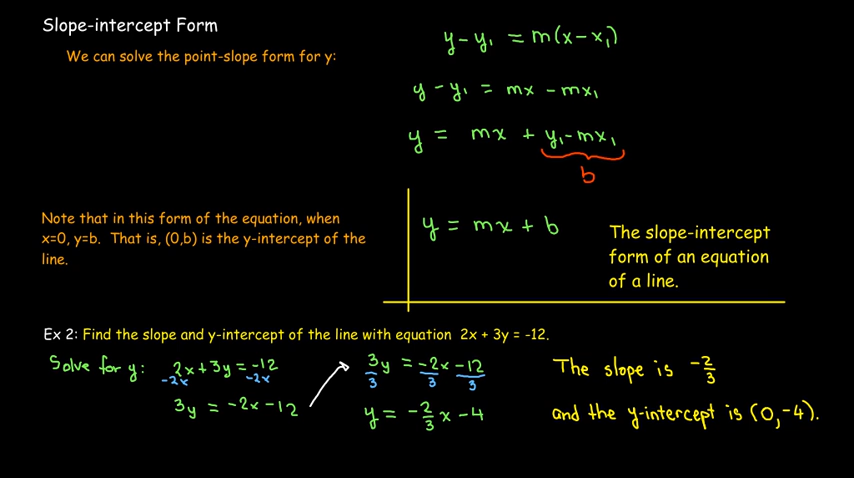 Slope-intercept Form
We can solve the point-slope form for y:
y - y₁ = m(x - x₁)
y - y₁ = mx - mx₁
y = mx + y₁ - mx₁
b
Note that in this form of the equation, when
x=0, y=b. That is, (0,b) is the y-intercept of the
line.
y = mx + b
The slope-intercept
form of an equation
of a line.
Ex 2: Find the slope and y-intercept of the line with equation 2x + 3y = -12.
Solve for y: 2x + 3y = -12
-2x -2x
3y = -2x - 12
3y = -2x - 12
3 3 3
y = -2/3 x - 4
The slope is -2/3
and the y-intercept is (0, -4).